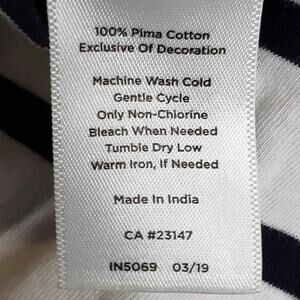 100% Pima Cotton
Exclusive Of Decoration
Machine Wash Cold
Gentle Cycle
Only Non-Chlorine
Bleach When Needed
Tumble Dry Low
Warm Iron, If Needed
Made In India
CA #23147
IN5069 03/19